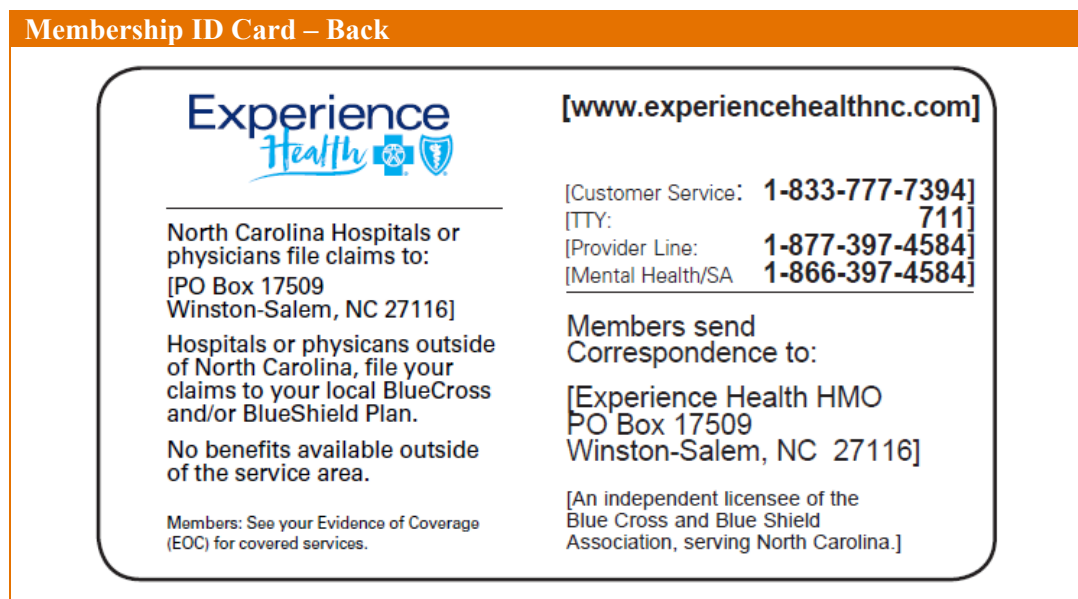 Membership ID Card – Back
Experience
Health
North Carolina Hospitals or
physicians file claims to:
[PO Box 17509
Winston-Salem, NC 27116]
Hospitals or physicans outside
of North Carolina, file your
claims to your local BlueCross
and/or BlueShield Plan.
No benefits available outside
of the service area.
Members: See your Evidence of Coverage
(EOC) for covered services.
[www.experiencehealthnc.com]
[Customer Service: 1-833-777-7394]
[TTY: 711]
[Provider Line: 1-877-397-4584]
[Mental Health/SA 1-866-397-4584]
Members send
Correspondence to:
[Experience Health HMO
PO Box 17509
Winston-Salem, NC 27116]
[An independent licensee of the
Blue Cross and Blue Shield
Association, serving North Carolina.]